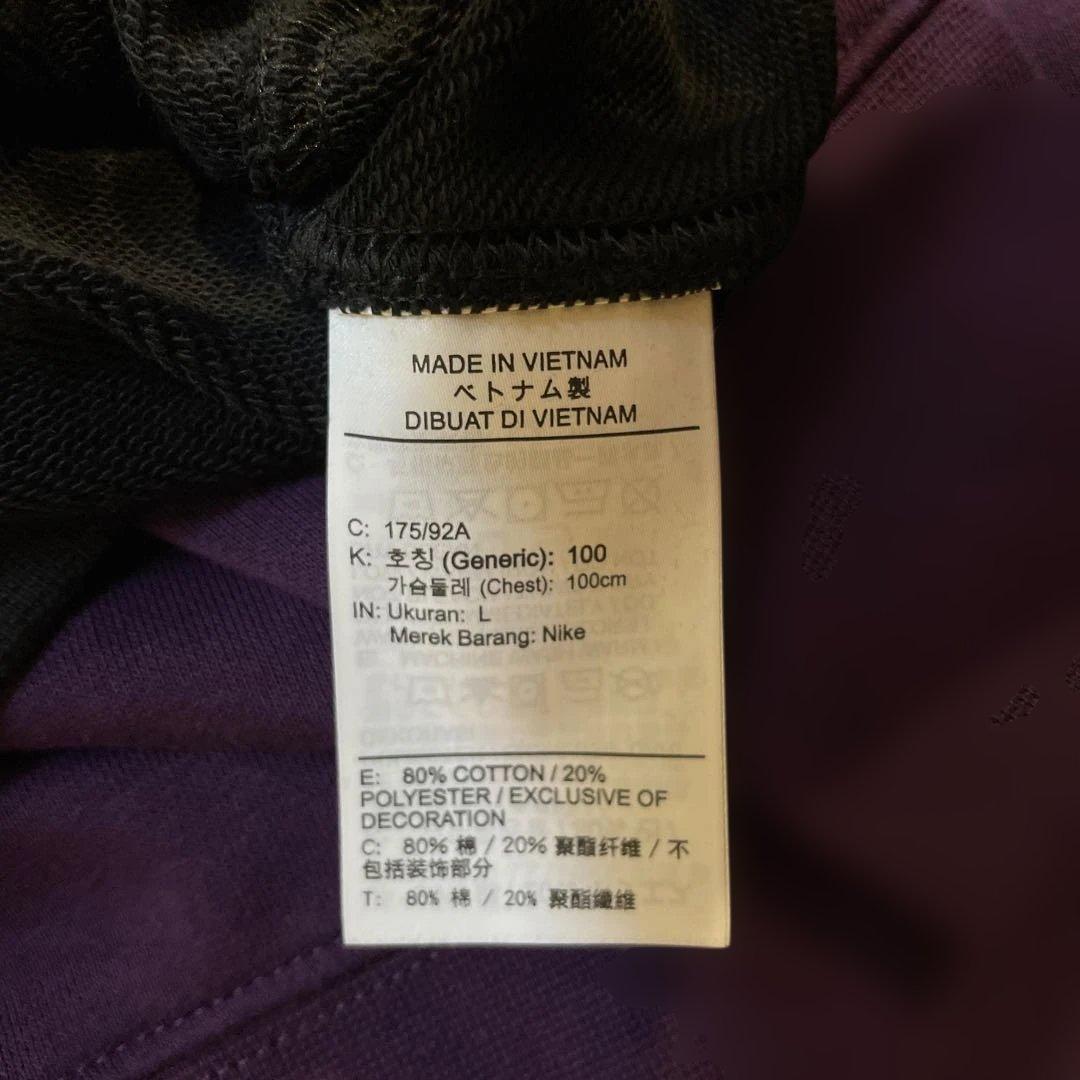 MADE IN VIETNAM
ベトナム製
DIBUAT DI VIETNAM
C: 175/92A
K: 호칭 (Generic): 100
가슴둘레 (Chest): 100cm
IN: Ukuran: L
Merek Barang: Nike
E: 80% COTTON / 20%
POLYESTER / EXCLUSIVE OF
DECORATION
C: 80% 棉 / 20% 聚酯纤维 / 不
包括装饰部分
T: 80% 棉 / 20% 聚酯纖維